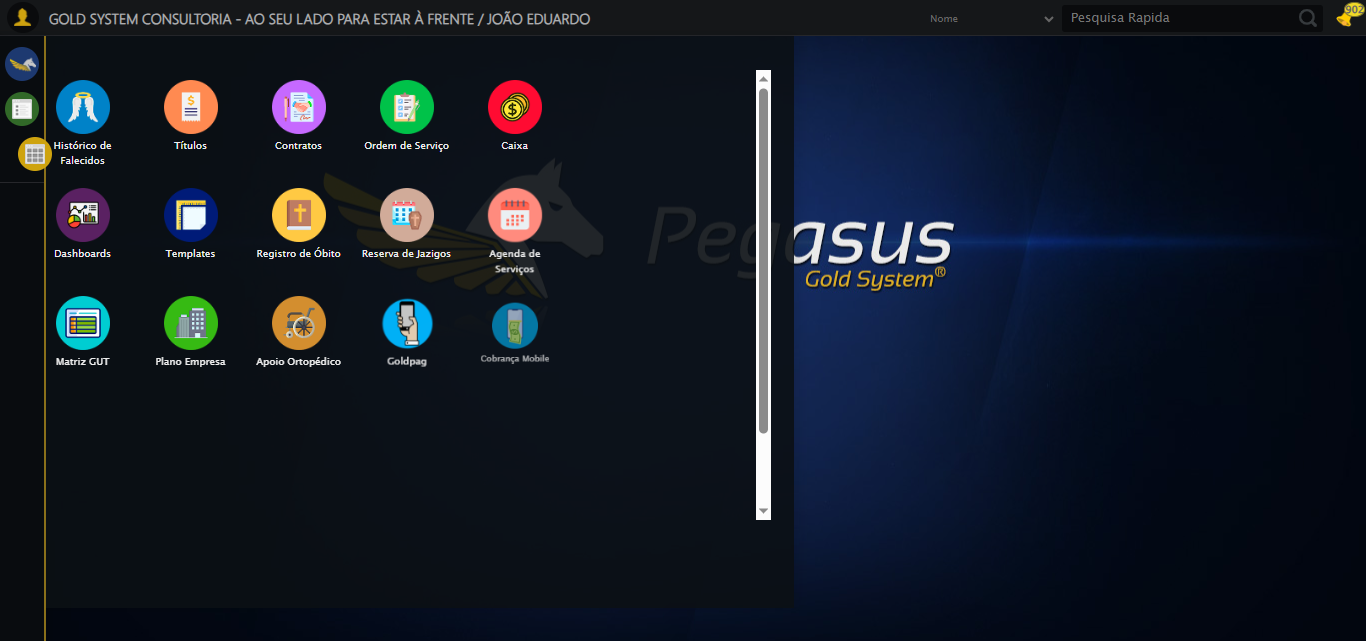 GOLD SYSTEM CONSULTORIA - AO SEU LADO PARA ESTAR À FRENTE / JOÃO EDUARDO
Nome
Pesquisa Rapida
902
Histórico de
Falecidos
Títulos
Contratos
Ordem de Serviço
Caixa
Dashboards
Templates
Registro de Óbito
Reserva de Jazigos
Agenda de
Serviços
Pegasus
Gold System®
Matriz GUT
Plano Empresa
Apoio Ortopédico
Goldpag
Cobrança Mobile